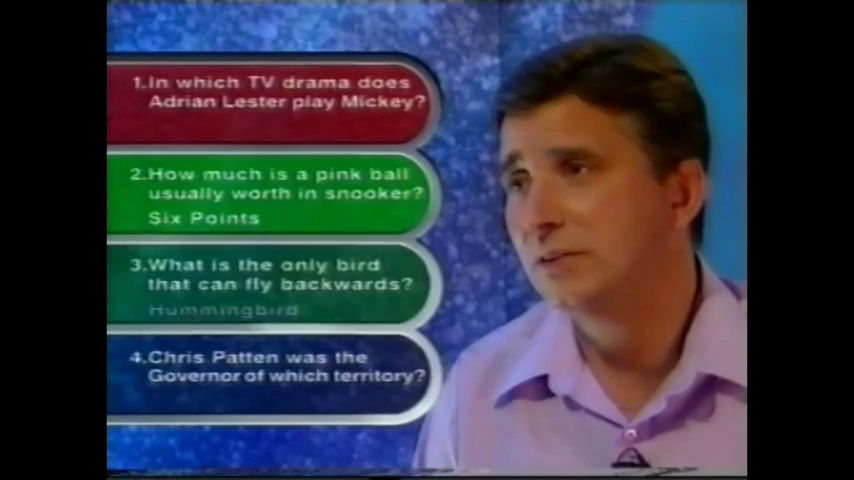 1.In which TV drama does
Adrian Lester play Mickey?
2.How much is a pink ball
usually worth in snooker?
Six Points
3.What is the only bird
that can fly backwards?
Hummingbird
4.Chris Patten was the
Governor of which territory?